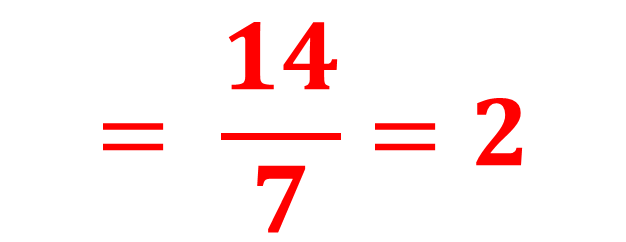 = 14/7 = 2